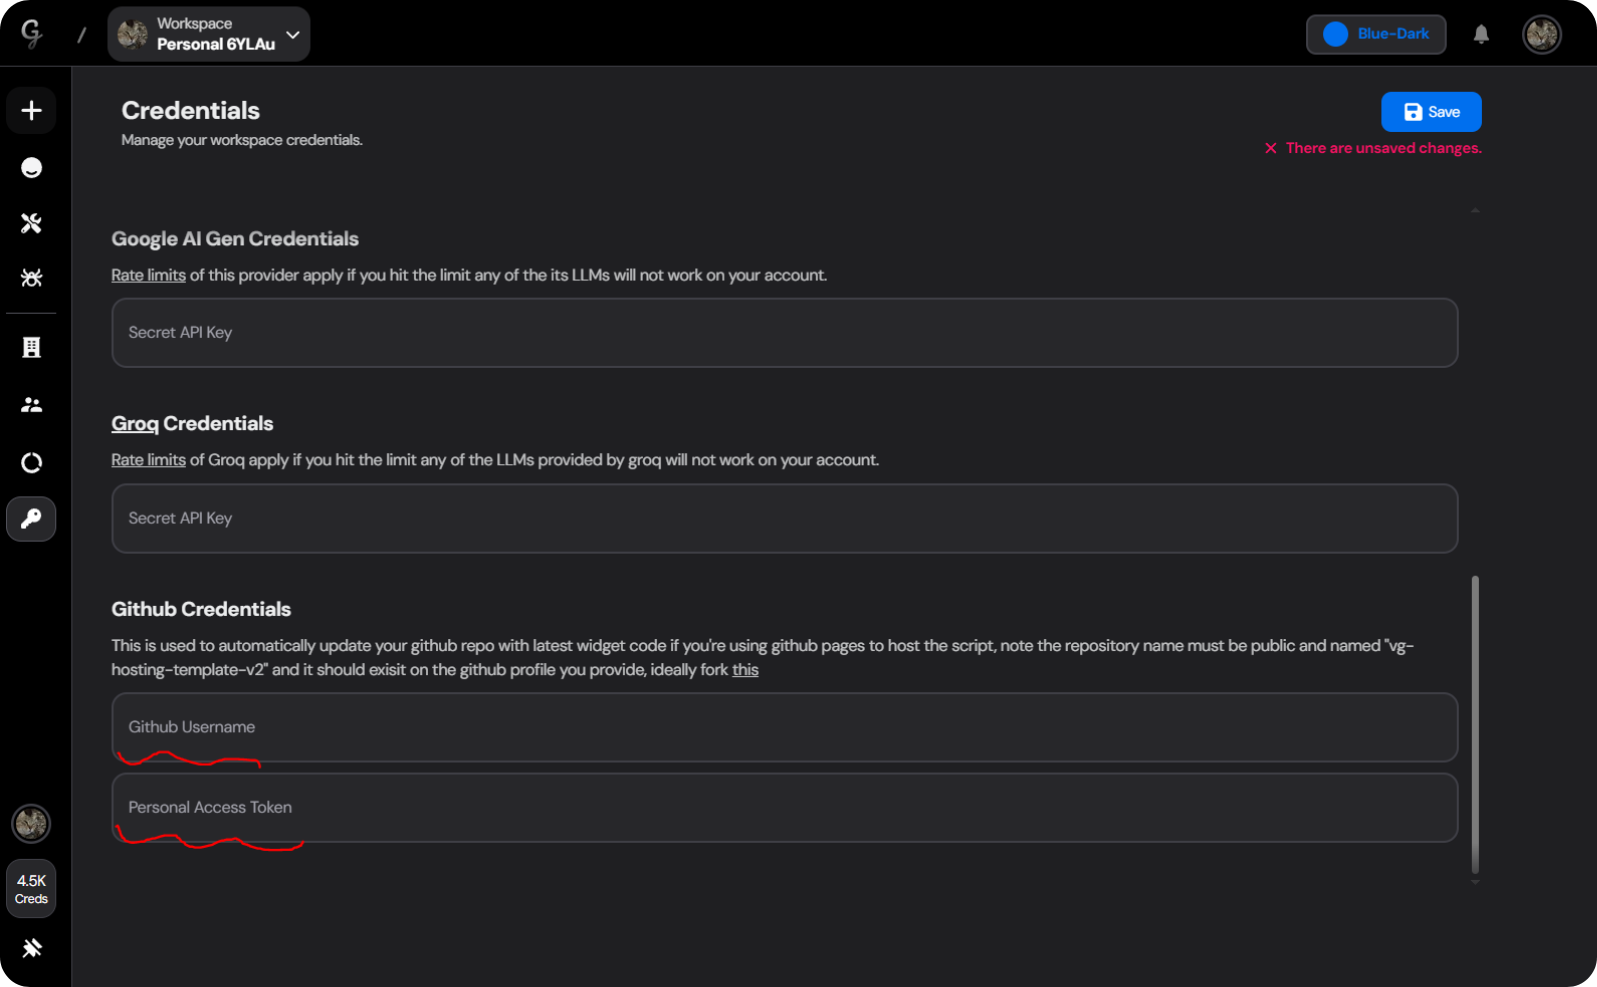 G / Workspace
Personal 6YLAu
Blue-Dark
Credentials
Manage your workspace credentials.
Save
There are unsaved changes.
Google AI Gen Credentials
Rate limits of this provider apply if you hit the limit any of the its LLMs will not work on your account.
Secret API Key
Groq Credentials
Rate limits of Groq apply if you hit the limit any of the LLMs provided by groq will not work on your account.
Secret API Key
Github Credentials
This is used to automatically update your github repo with latest widget code if you're using github pages to host the script, note the repository name must be public and named "vg-
hosting-template-v2" and it should exisit on the github profile you provide, ideally fork this
Github Username
Personal Access Token
4.5K
Creds